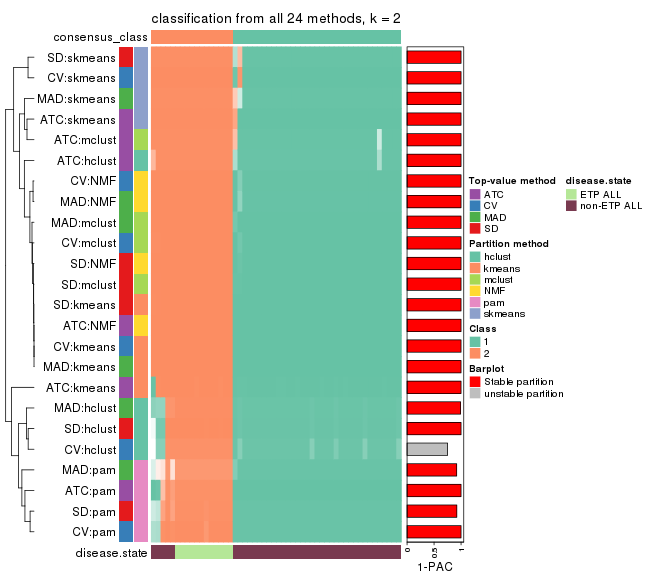 classification from all 24 methods, k = 2
consensus_class
SD:skmeans
CV:skmeans
MAD:skmeans
ATC:skmeans
ATC:mclust
ATC:hclust
CV:NMF
MAD:NMF
MAD:mclust
CV:mclust
SD:NMF
SD:mclust
SD:kmeans
ATC:NMF
CV:kmeans
MAD:kmeans
ATC:kmeans
MAD:hclust
SD:hclust
CV:hclust
MAD:pam
ATC:pam
SD:pam
CV:pam
disease.state
0
0.5
1
1-PAC
Top-value method
ATC
CV
MAD
SD
Partition method
hclust
kmeans
mclust
NMF
pam
skmeans
Class
1
2
Barplot
Stable partition
unstable partition
disease.state
ETP ALL
non-ETP ALL